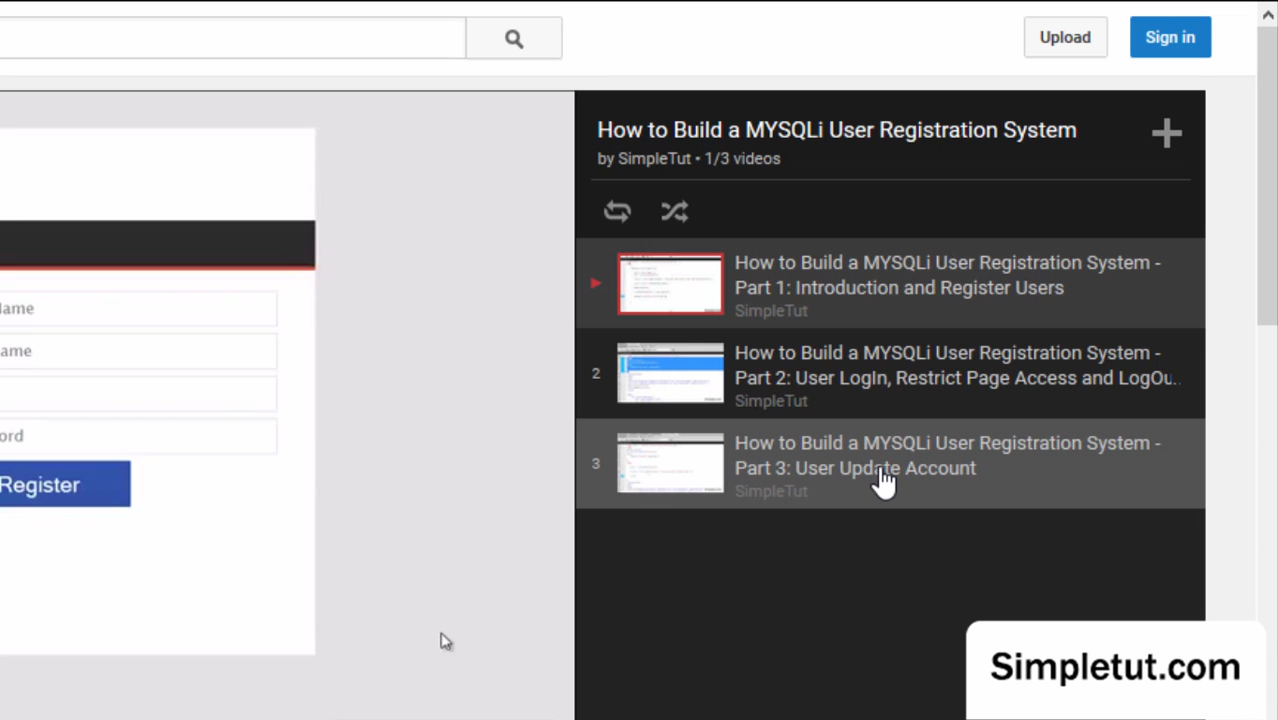 Upload
Sign in
How to Build a MYSQLi User Registration System
by SimpleTut • 1/3 videos
How to Build a MYSQLi User Registration System -
Part 1: Introduction and Register Users
SimpleTut
2
How to Build a MYSQLi User Registration System -
Part 2: User LogIn, Restrict Page Access and LogOu..
SimpleTut
3
How to Build a MYSQLi User Registration System -
Part 3: User Update Account
SimpleTut
Name
ame
ord
Register
Simpletut.com